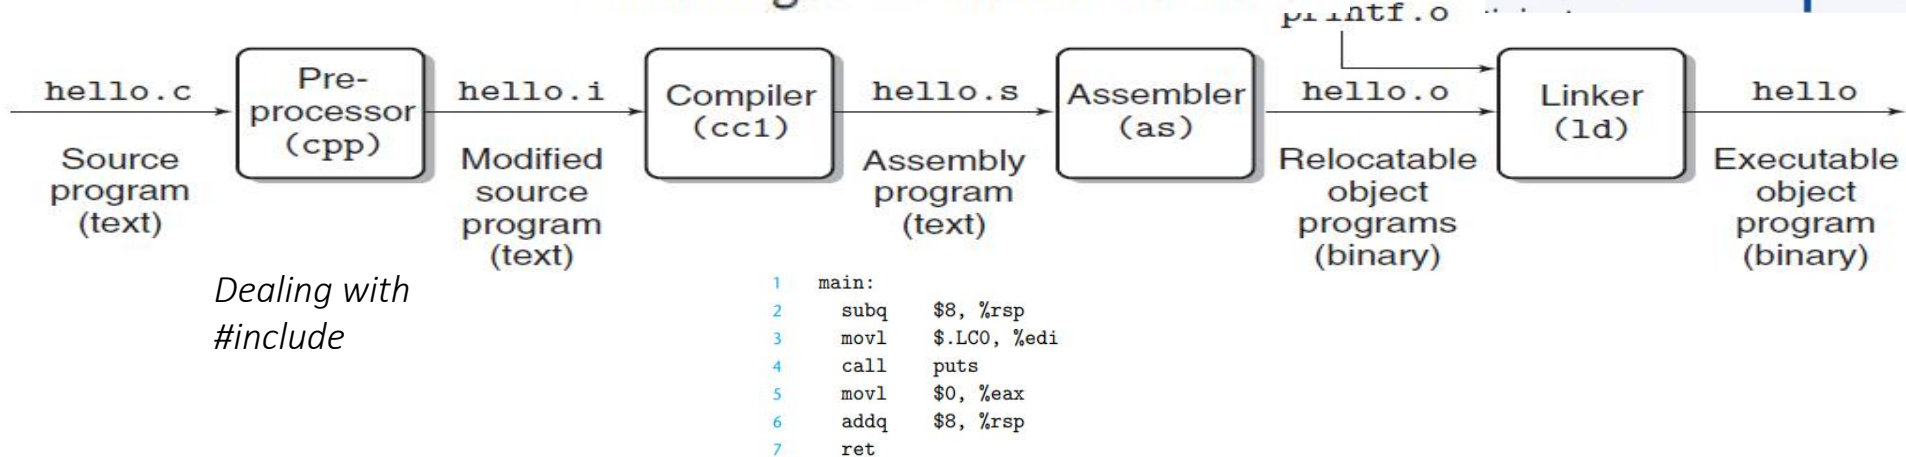 printf.o
hello.c
Pre-
processor
(cpp)
hello.i
Compiler
(cc1)
hello.s
Assembler
(as)
hello.o
Linker
(ld)
hello
Source
program
(text)
Modified
source
program
(text)
Assembly
program
(text)
Relocatable
object
programs
(binary)
Executable
object
program
(binary)
Dealing with
#include
1 main:
2 subq $8, %rsp
3 movl $.LC0, %edi
4 call puts
5 movl $0, %eax
6 addq $8, %rsp
7 ret